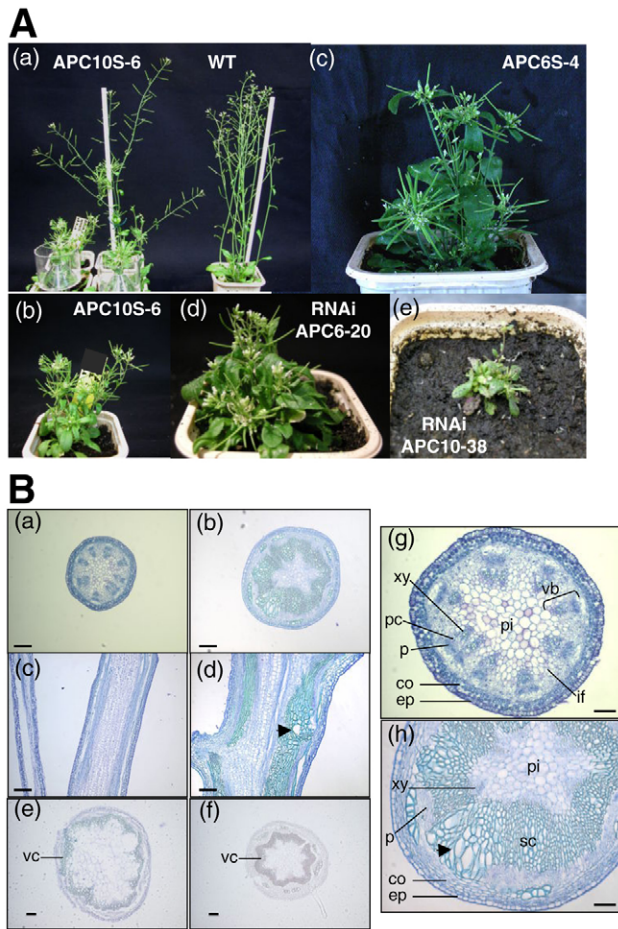 A
(a) APC10S-6 WT
(c) APC6S-4
(b) APC10S-6
(d) RNAi
APC6-20
(e)
RNAi
APC10-38
B
(a)
(b)
(c)
(d)
(e)
vc
(f)
vc
(g)
xy
vb
pc
pi
p
co
if
ep
(h)
pi
xy
p
sc
co
ep